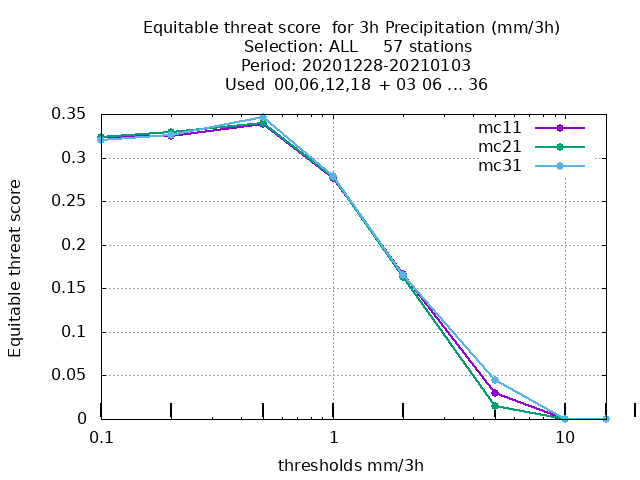 Equitable threat score  for 3h Precipitation (mm/3h)
Selection: ALL     57 stations
Period: 20201228-20210103
Used  00,06,12,18  + 03 06 ... 36
mc11
mc21
mc31
0.35
0.3
0.25
0.2
0.15
0.1
0.05
0
Equitable threat score
0.1
1
10
thresholds mm/3h